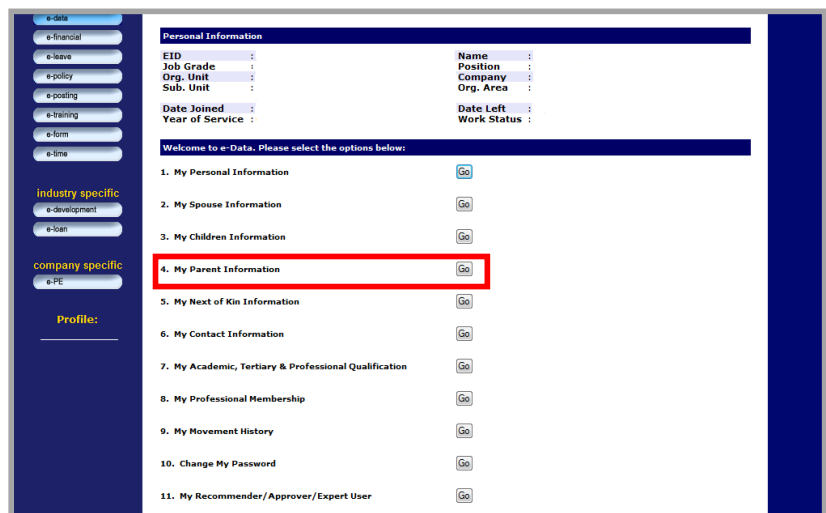 e-data
e-financial
e-leave
e-policy
e-posting
e-training
e-form
e-time
industry specific
e-development
e-loan
company specific
e-PE
Profile:
Personal Information
EID : Name :
Job Grade : Position :
Org. Unit : Company :
Sub. Unit : Org. Area :
Date Joined : Date Left :
Year of Service : Work Status :
Welcome to e-Data. Please select the options below:
1. My Personal Information Go
2. My Spouse Information Go
3. My Children Information Go
4. My Parent Information Go
5. My Next of Kin Information Go
6. My Contact Information Go
7. My Academic, Tertiary & Professional Qualification Go
8. My Professional Membership Go
9. My Movement History Go
10. Change My Password Go
11. My Recommender/Approver/Expert User Go